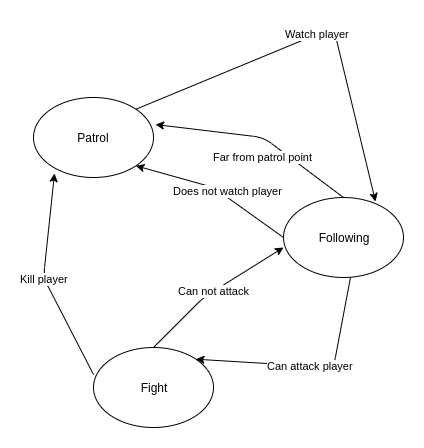 Watch player
Patrol
Far from patrol point
Does not watch player
Following
Kill player
Can not attack
Can attack player
Fight